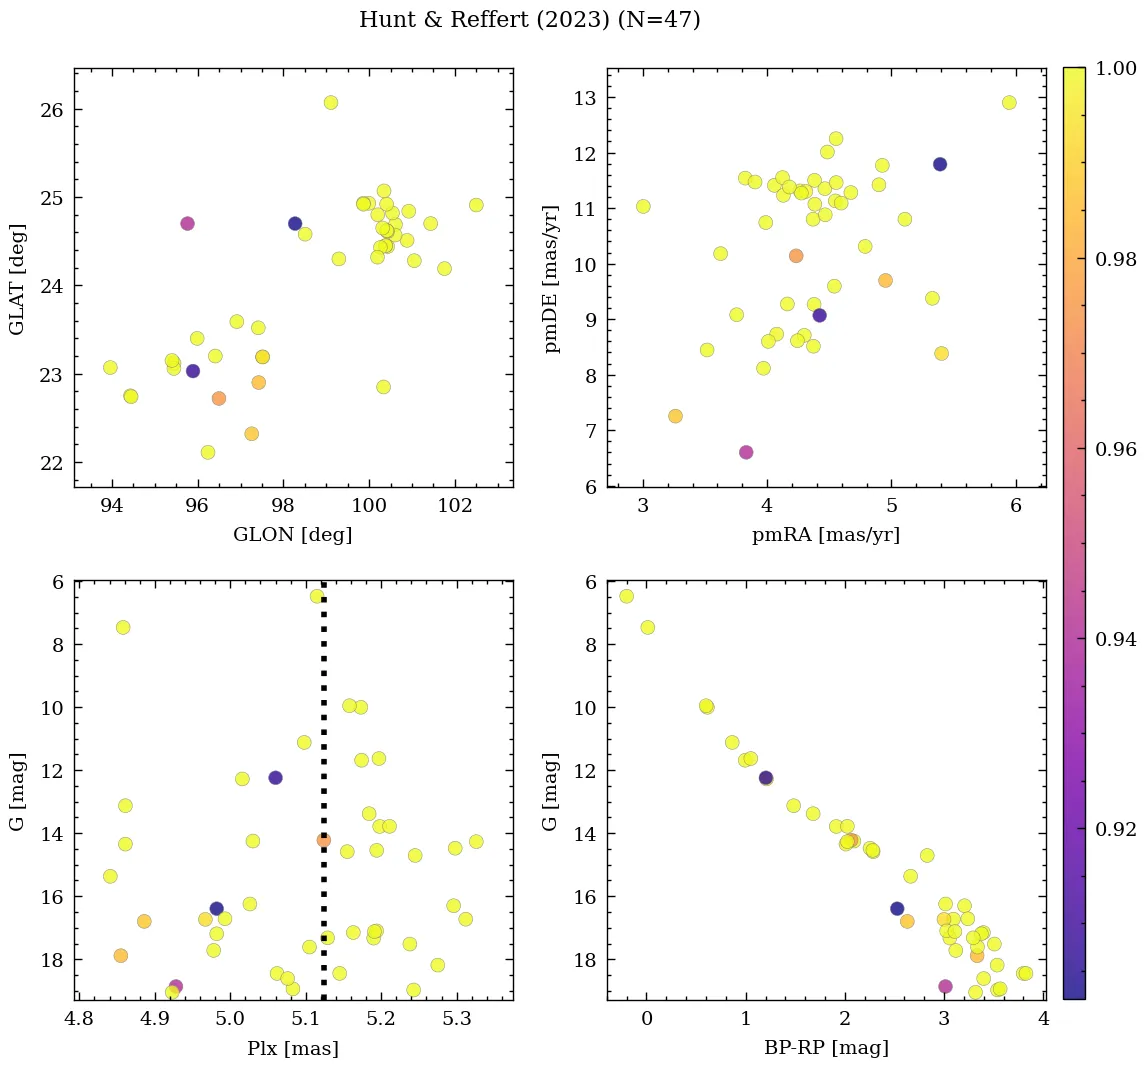 Hunt & Reffert (2023) (N=47)
26
25
24
23
22
GLAT [deg]
94 96 98 100 102
GLON [deg]
13
12
11
10
9
8
7
6
pmDE [mas/yr]
3 4 5 6
pmRA [mas/yr]
1.00
0.98
0.96
0.94
0.92
6
8
10
12
14
16
18
G [mag]
4.8 4.9 5.0 5.1 5.2 5.3
Plx [mas]
6
8
10
12
14
16
18
G [mag]
0 1 2 3 4
BP-RP [mag]